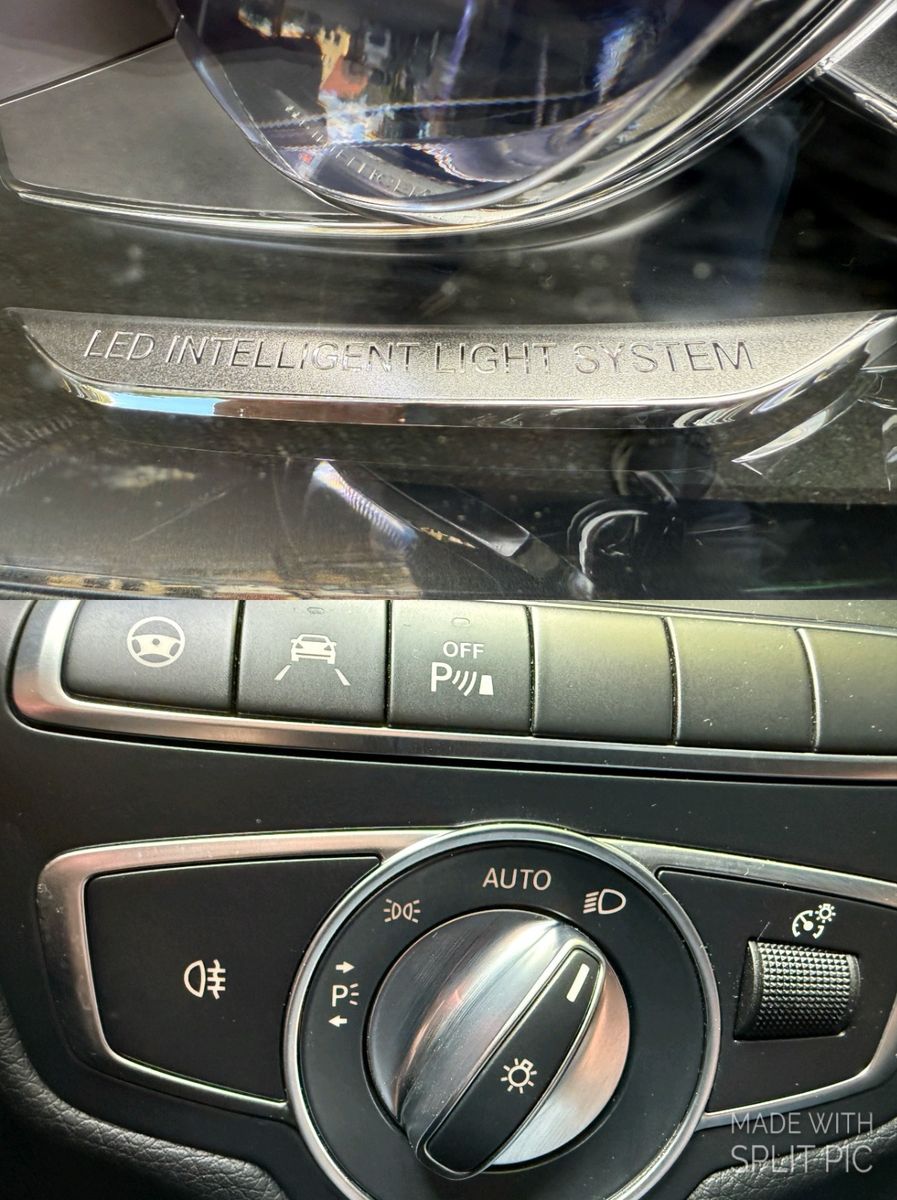 LED INTELLIGENT LIGHT SYSTEM
OFF
P
AUTO
P
MADE WITH
SPLIT PIC